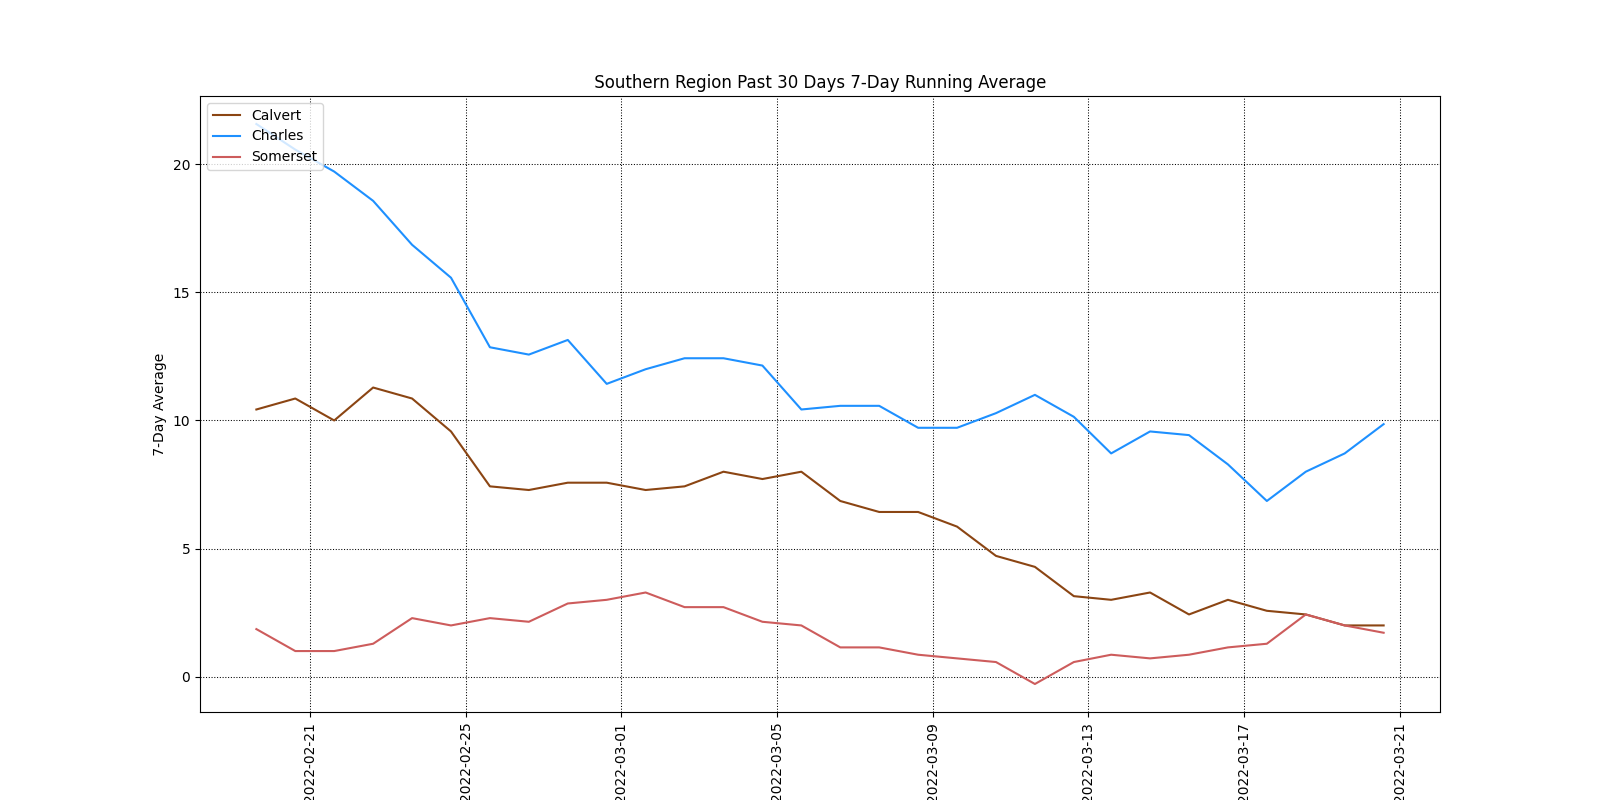 Southern Region Past 30 Days 7-Day Running Average
Calvert
Charles
Somerset
7-Day Average
20
15
10
5
0
2022-02-21
2022-02-25
2022-03-01
2022-03-05
2022-03-09
2022-03-13
2022-03-17
2022-03-21